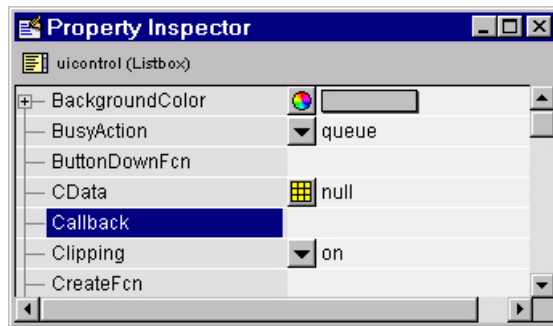 Property Inspector
uicontrol (Listbox)
BackgroundColor
BusyAction queue
ButtonDownFcn
CData null
Callback
Clipping on
CreateFcn